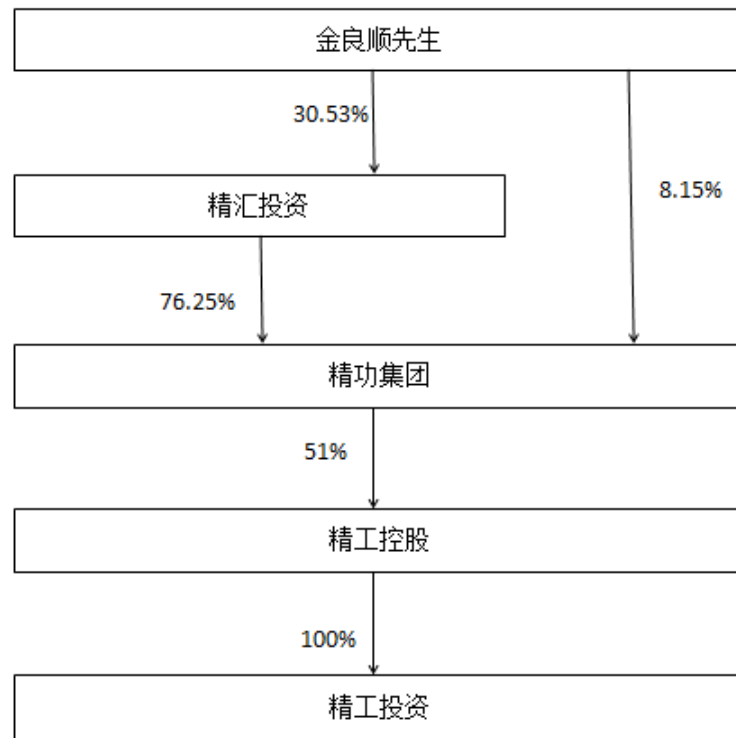 金良顺先生
30.53%
8.15%
精汇投资
76.25%
精功集团
51%
精工控股
100%
精工投资